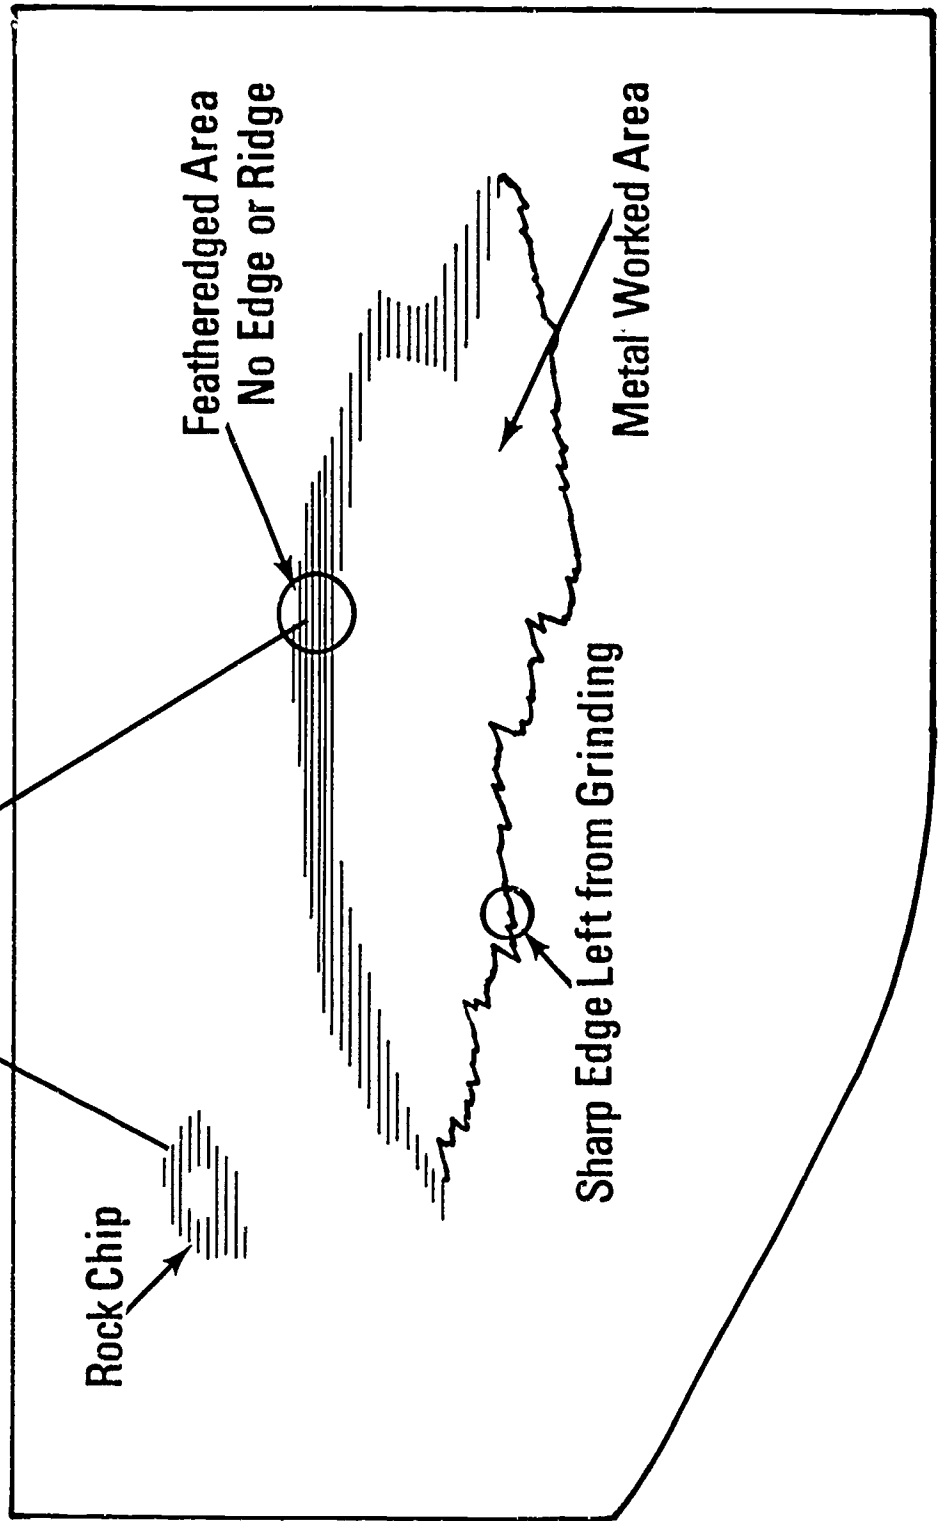 Featheredged Area
No Edge or Ridge
Rock Chip
Metal Worked Area
Sharp Edge Left from Grinding